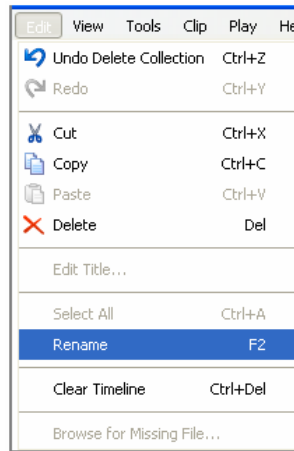 Edit View Tools Clip Play He
Undo Delete Collection Ctrl+Z
Redo Ctrl+Y
Cut Ctrl+X
Copy Ctrl+C
Paste Ctrl+V
Delete Del
Edit Title...
Select All Ctrl+A
Rename F2
Clear Timeline Ctrl+Del
Browse for Missing File...